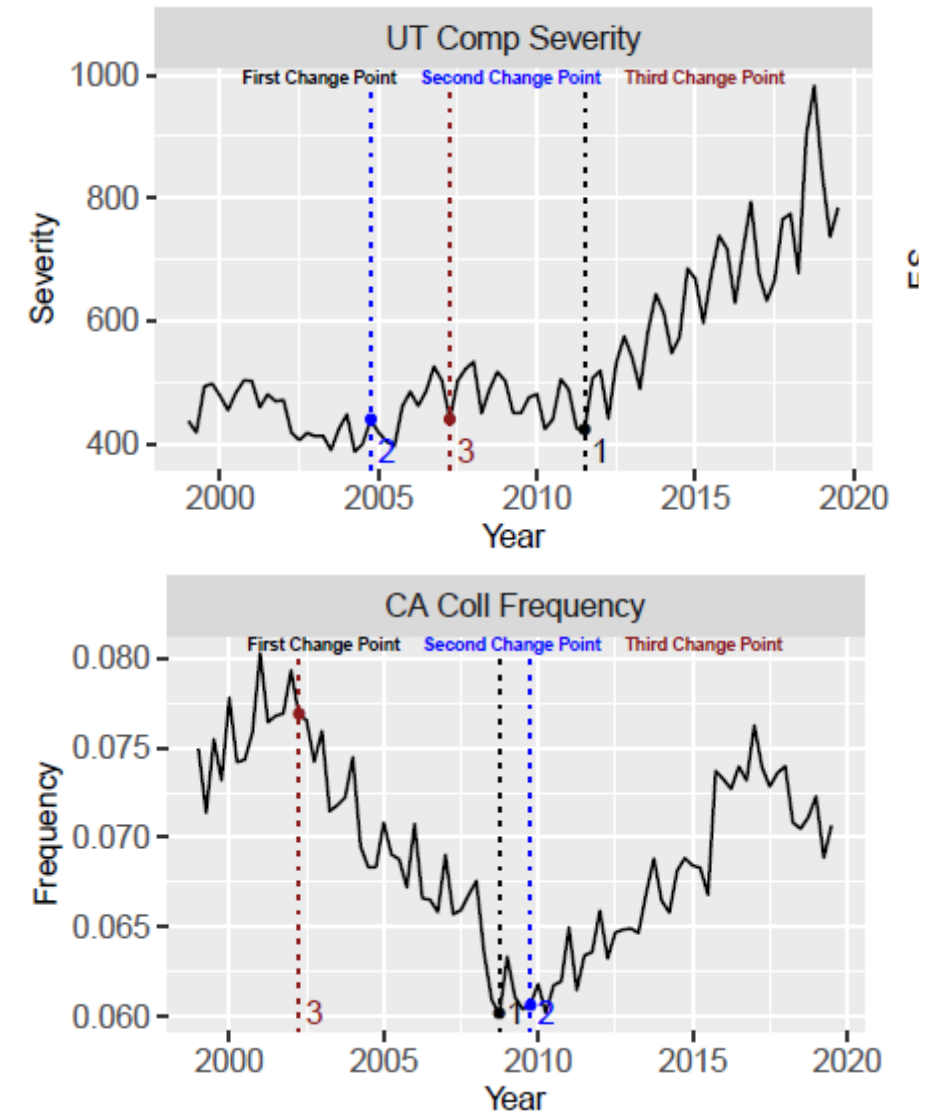 UT Comp Severity
First Change Point Second Change Point Third Change Point
1000
800
600
400
Severity
2 3 1
2000 2005 2010 2015 2020
Year
CA Coll Frequency
First Change Point Second Change Point Third Change Point
0.080
0.075
0.070
0.065
0.060
Frequency
3 1 2
2000 2005 2010 2015 2020
Year